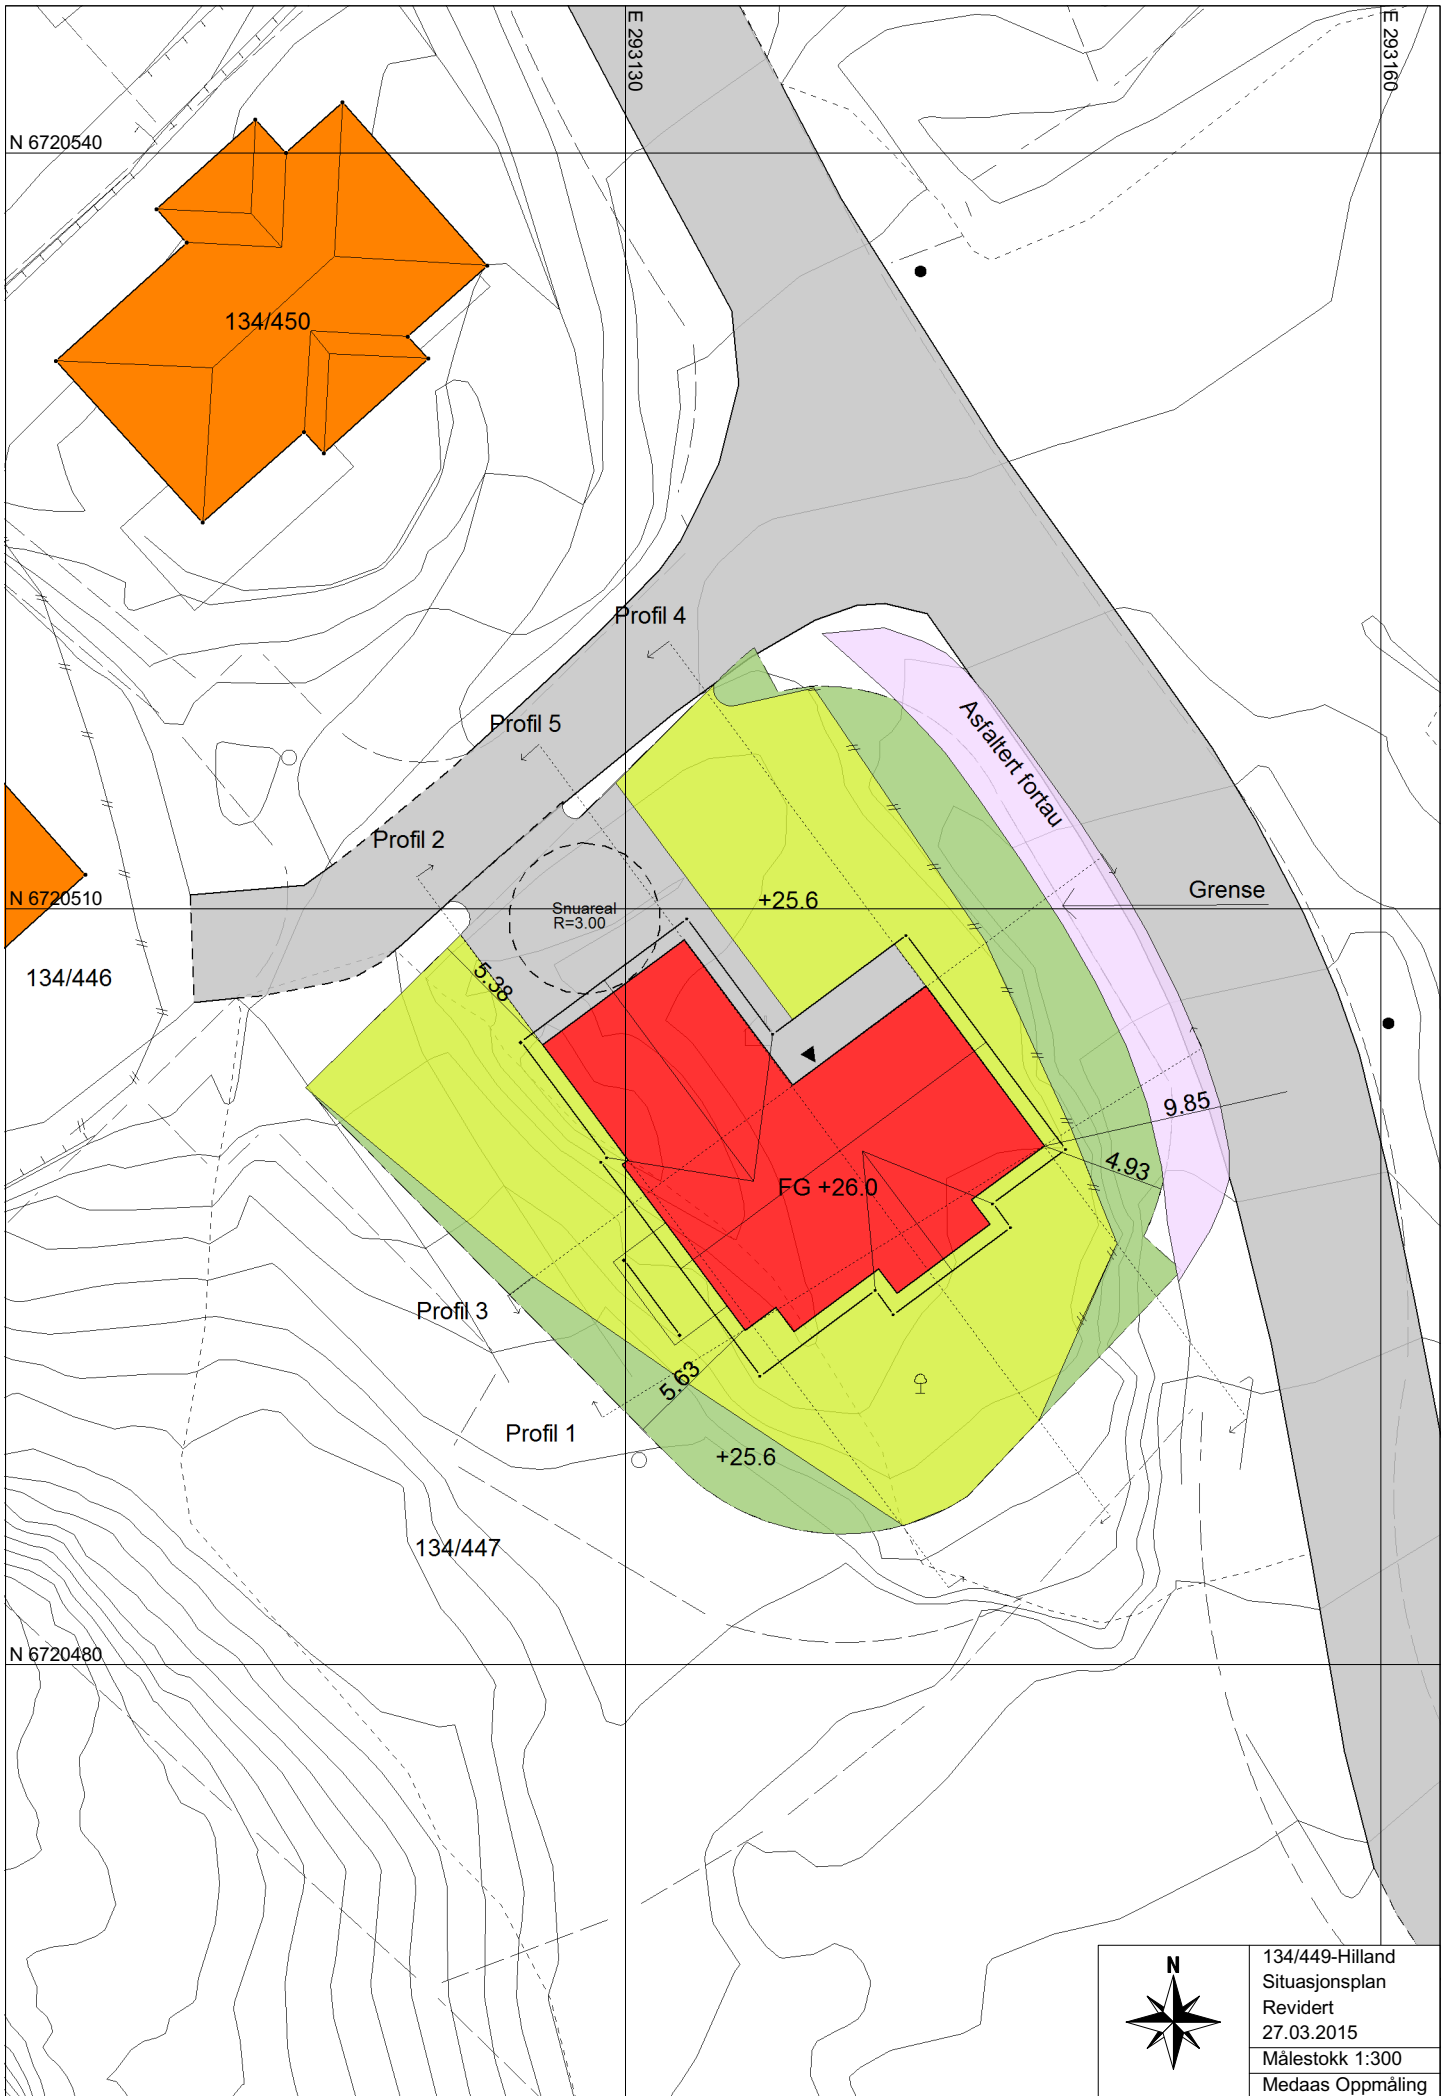 E 293130
E 293160
N 6720540
134/450
Profil 4
Profil 5
Asfaltert fortau
Profil 2
Grense
N 6720510
+25.6
Snuareal
R=3.00
134/446
5.38
9.85
4.93
FG +26.0
Profil 3
5.63
Profil 1
+25.6
134/447
N 6720480
N
134/449-Hilland
Situasjonsplan
Revidert
27.03.2015
Målestokk 1:300
Medaas Oppmåling